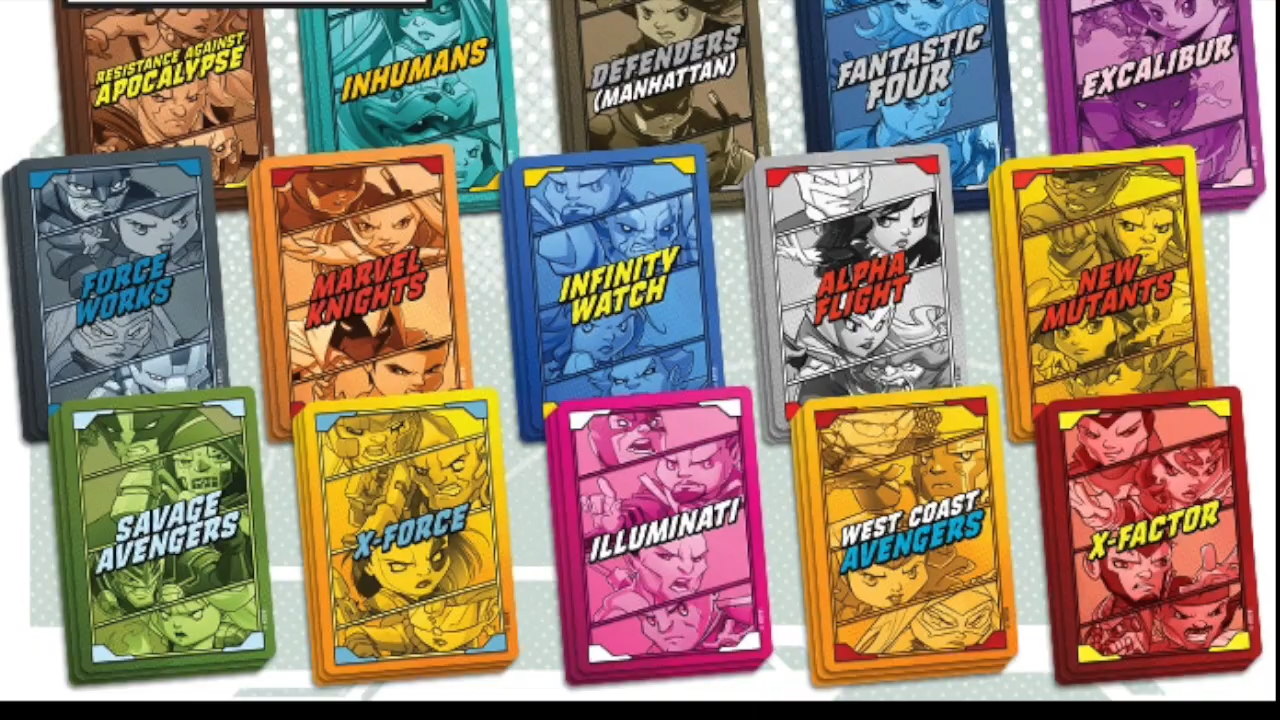 RESISTANCE AGAINST
APOCALYPSE
INHUMANS
DEFENDERS
(MANHATTAN)
FANTASTIC
FOUR
EXCALIBUR
FORCE
WORKS
MARVEL
KNIGHTS
INFINITY
WATCH
ALPHA
FLIGHT
NEW
MUTANTS
SAVAGE
AVENGERS
X-FORCE
ILLUMINATI
WEST COAST
AVENGERS
X-FACTOR